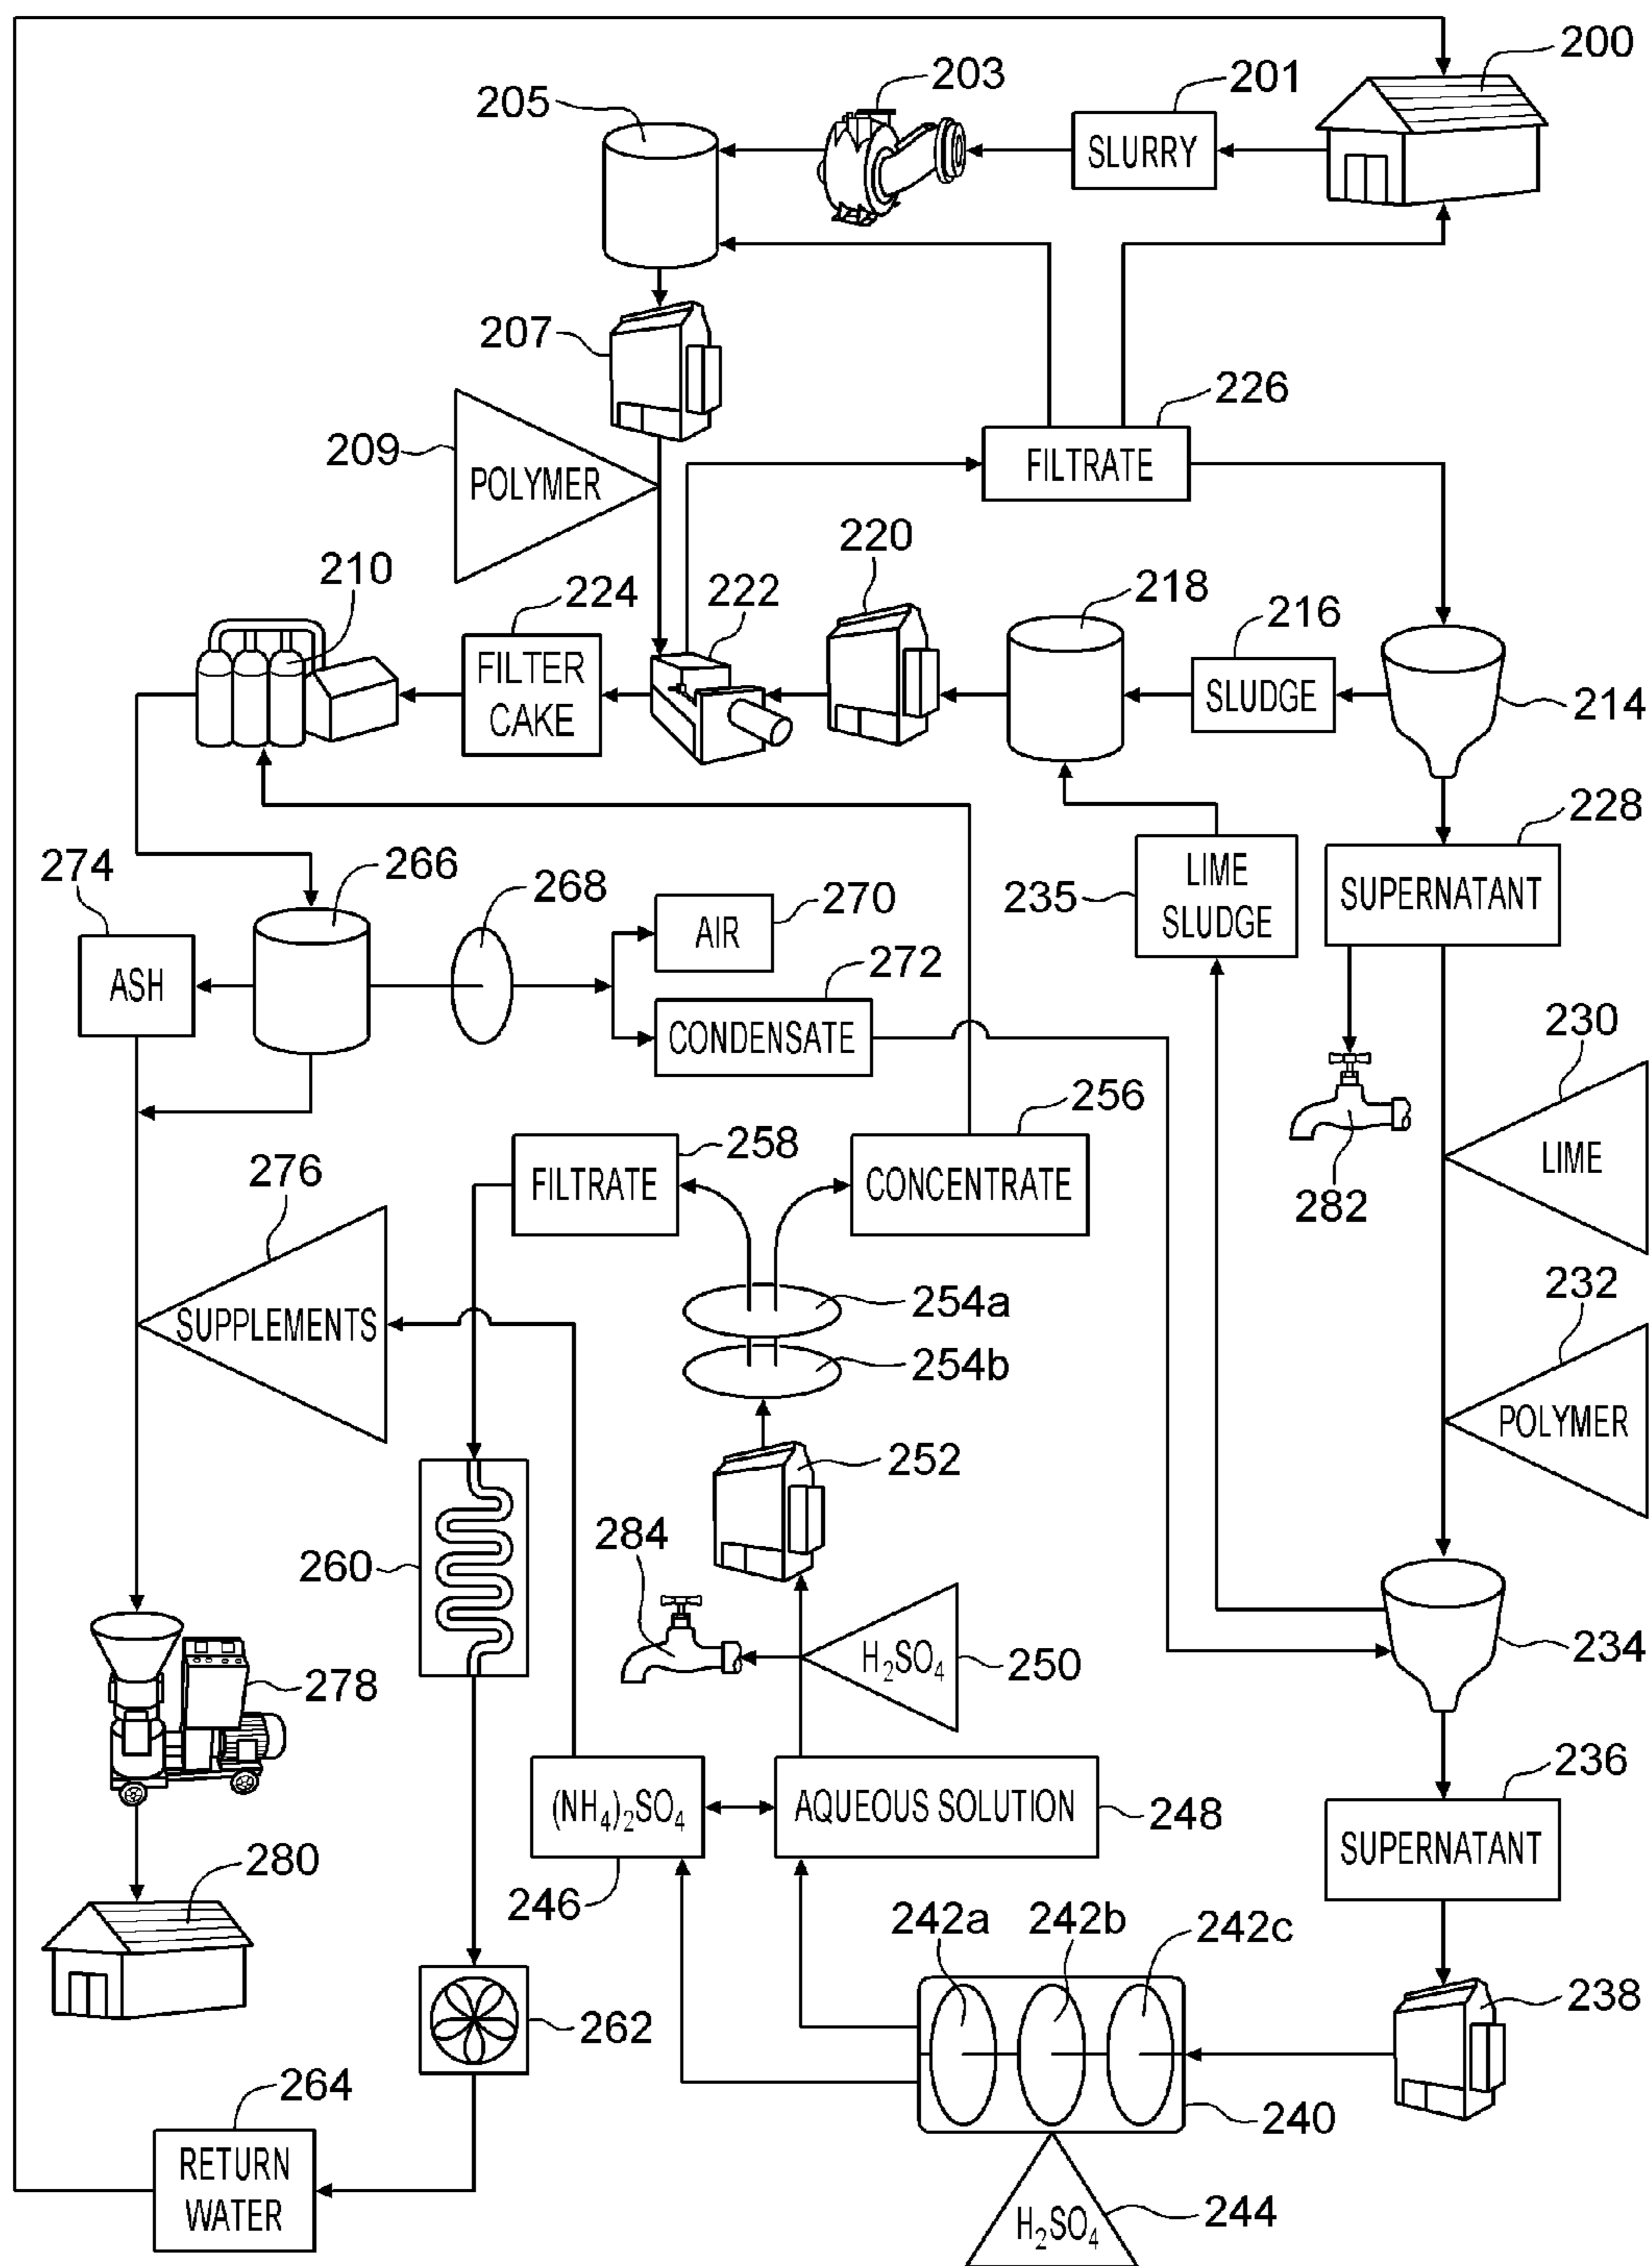 200
201
203
205
SLURRY
207
226
209
POLYMER
FILTRATE
220
210
224
222
218
216
FILTER
CAKE
SLUDGE
214
228
274
266
268
270
235
LIME
SLUDGE
SUPERNATANT
AIR
272
ASH
CONDENSATE
230
256
258
276
FILTRATE
CONCENTRATE
LIME
282
232
254a
SUPPLEMENTS
254b
POLYMER
252
284
260
278
H₂SO₄
250
234
236
(NH₄)₂SO₄
AQUEOUS SOLUTION
248
SUPERNATANT
280
246
242a
242b
242c
238
262
264
240
RETURN
WATER
H₂SO₄
244